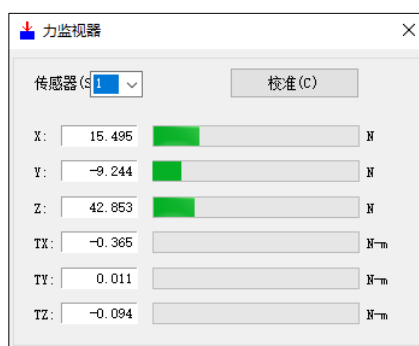 力监视器
传感器(S 1 校准(C)
X: 15.495 N
Y: -9.244 N
Z: 42.853 N
TX: -0.365 N-m
TY: 0.011 N-m
TZ: -0.094 N-m